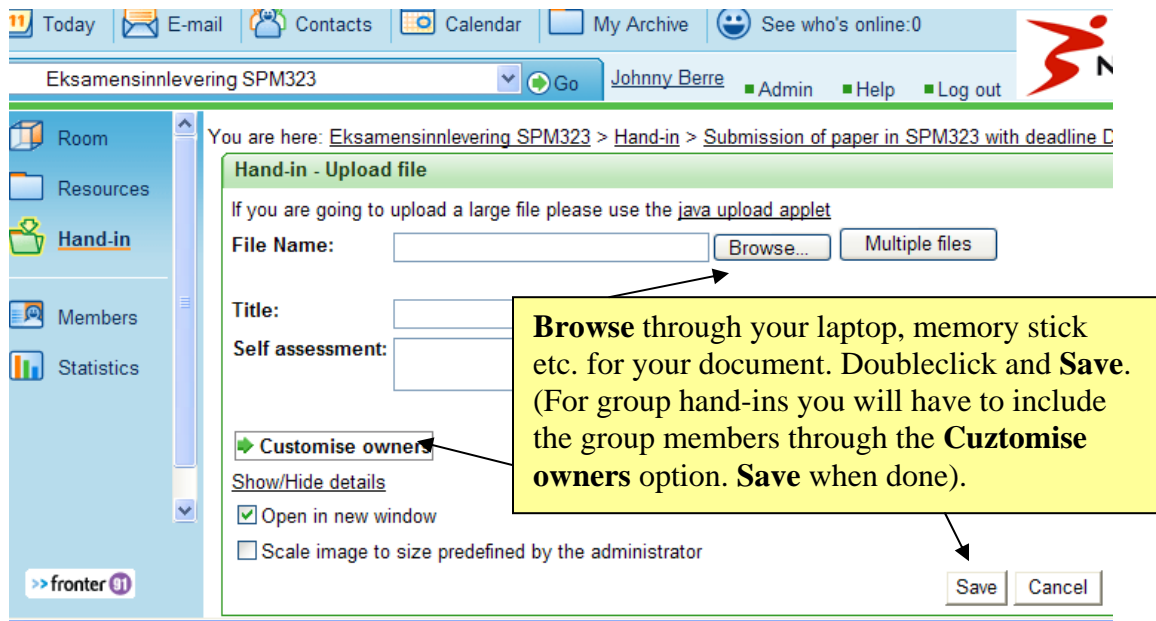 11 Today E-mail Contacts Calendar My Archive See who's online:0
Eksamensinnlevering SPM323 Go Johnny Berre Admin Help Log out
N
Room
Resources
Hand-in
Members
Statistics
You are here: Eksamensinnlevering SPM323 > Hand-in > Submission of paper in SPM323 with deadline D
Hand-in - Upload file
If you are going to upload a large file please use the java upload applet
File Name: Browse... Multiple files
Title:
Self assessment:
Browse through your laptop, memory stick
etc. for your document. Doubleclick and Save.
(For group hand-ins you will have to include
the group members through the Cuztomise
owners option. Save when done).
Customise owners
Show/Hide details
Open in new window
Scale image to size predefined by the administrator
Save Cancel
>> fronter 91